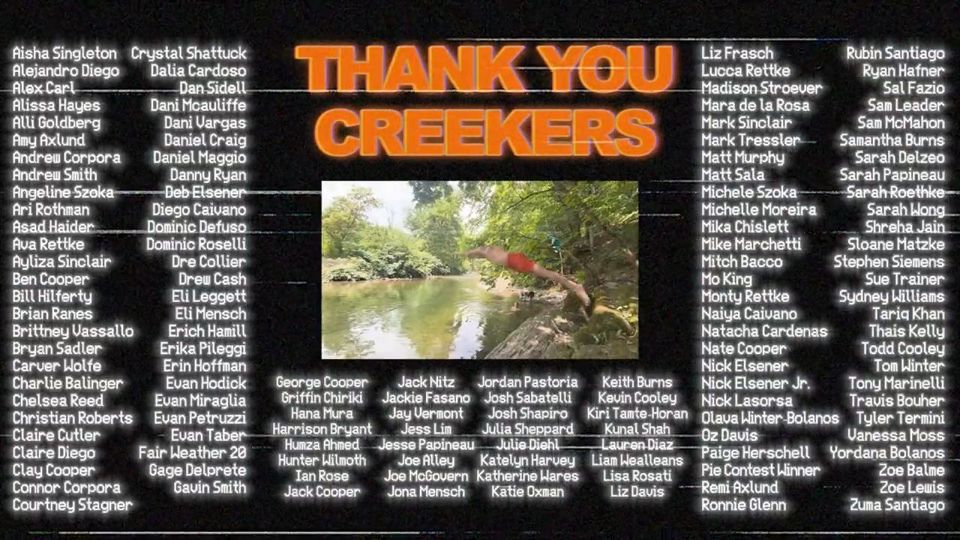 THANK YOU
CREEKERS
Aisha Singleton
Alejandro Diego
Alex Carl
Alissa Hayes
Alli Goldberg
Amy Axlund
Andrew Corpora
Andrew Smith
Angeline Szoka
Ari Rothman
Asad Haider
Ava Rettke
Ayliza Sinclair
Ben Cooper
Bill Hilferty
Brian Ranes
Brittney Vassallo
Bryan Sadler
Carver Wolfe
Charlie Balinger
Chelsea Reed
Christian Roberts
Claire Cutler
Claire Diego
Clay Cooper
Connor Corpora
Courtney Stagner
Crystal Shattuck
Dalia Cardoso
Dan Sidell
Dani Mcauliffe
Dani Vargas
Daniel Craig
Daniel Maggio
Danny Ryan
Deb Elsener
Diego Caivano
Dominic Defuso
Dominic Roselli
Dre Collier
Drew Cash
Eli Leggett
Eli Mensch
Erich Hamill
Erika Pileggi
Erin Hoffman
Evan Hodick
Evan Miraglia
Evan Petruzzi
Evan Taber
Fair Weather 20
Gage Delprete
Gavin Smith
George Cooper
Griffin Chiriki
Hana Mura
Harrison Bryant
Humza Ahmed
Hunter Wilmoth
Ian Rose
Jack Cooper
Jack Nitz
Jackie Fasano
Jay Vermont
Jess Lim
Jesse Papineau
Joe Alley
Joe McGovern
Jona Mensch
Jordan Pastoria
Josh Sabatelli
Josh Shapiro
Julia Sheppard
Julie Diehl
Katelyn Harvey
Katherine Wares
Katie Oxman
Keith Burns
Kevin Cooley
Kiri Tamte-Horan
Kunal Shah
Lauren Diaz
Liam Wealleans
Lisa Rosati
Liz Davis
Liz Frasch
Lucca Rettke
Madison Stroever
Mara de la Rosa
Mark Sinclair
Mark Tressler
Matt Murphy
Matt Sala
Michele Szoka
Michelle Moreira
Mika Chislett
Mike Marchetti
Mitch Bacco
Mo King
Monty Rettke
Naiya Caivano
Natacha Cardenas
Nate Cooper
Nick Elsener
Nick Elsener Jr.
Nick Lasorsa
Olava Winter-Bolanos
Oz Davis
Paige Herschell
Pie Contest Winner
Remi Axlund
Ronnie Glenn
Rubin Santiago
Ryan Hafner
Sal Fazio
Sam Leader
Sam McMahon
Samantha Burns
Sarah Delzeo
Sarah Papineau
Sarah Roethke
Sarah Wong
Shreha Jain
Sloane Matzke
Stephen Siemens
Sue Trainer
Sydney Williams
Tariq Khan
Thais Kelly
Todd Cooley
Tom Winter
Tony Marinelli
Travis Bouher
Tyler Termini
Vanessa Moss
Yordana Bolanos
Zoe Balme
Zoe Lewis
Zuma Santiago